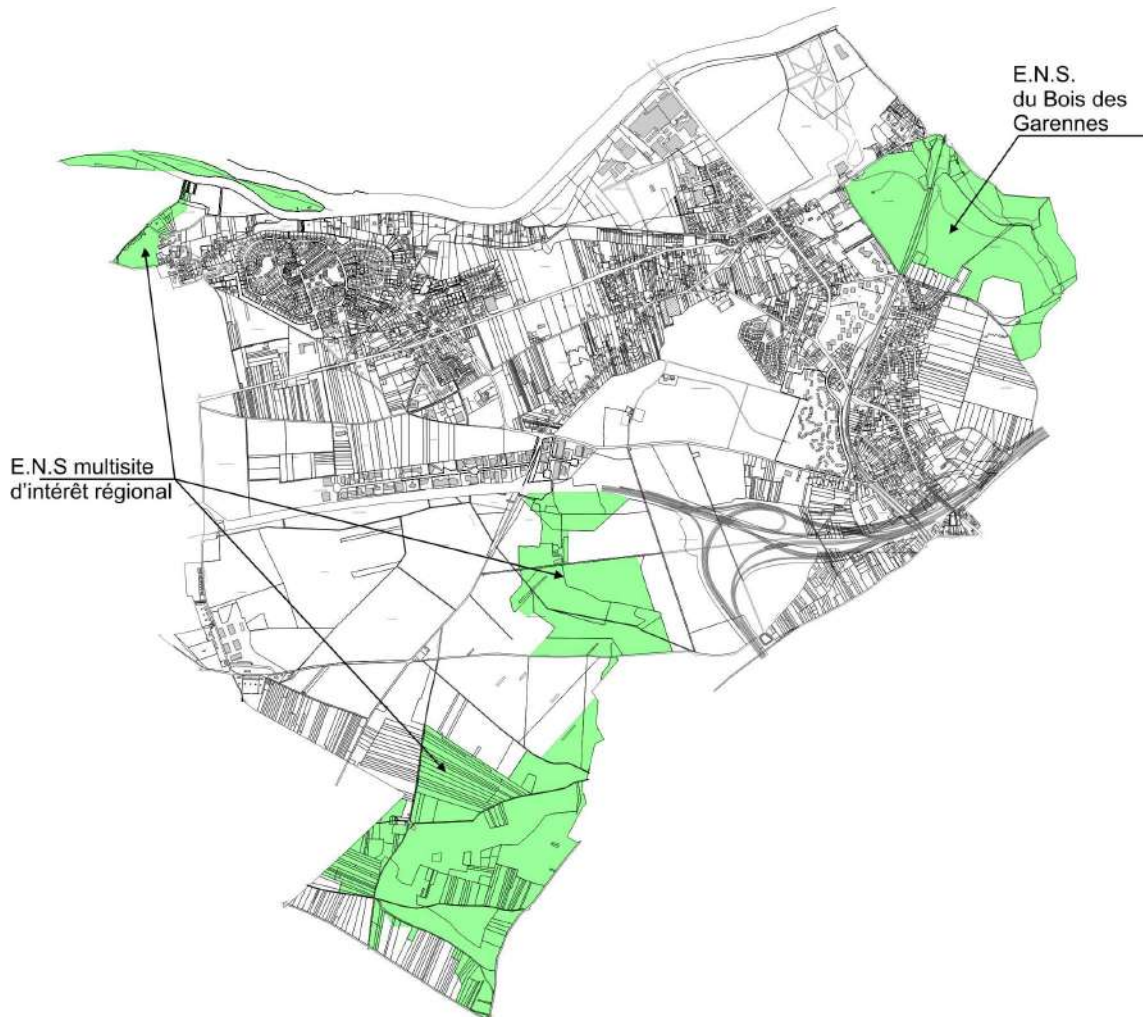 E.N.S.
du Bois des
Garennes
E.N.S multisite
d'intérêt régional